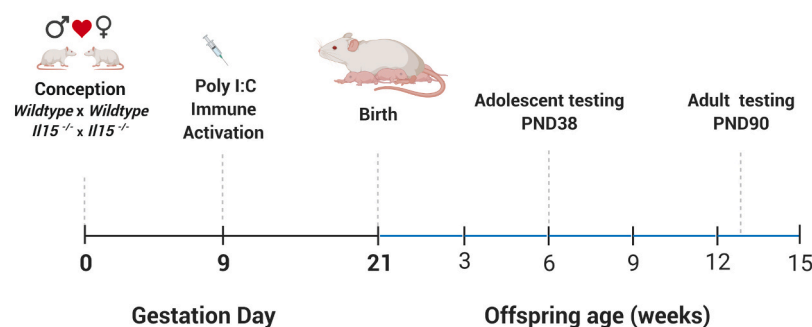 Conception
Wildtype x Wildtype
Il15 -/- x Il15 -/-
Poly I:C
Immune
Activation
Birth
Adolescent testing
PND38
Adult testing
PND90
0 9 21 3 6 9 12 15
Gestation Day Offspring age (weeks)